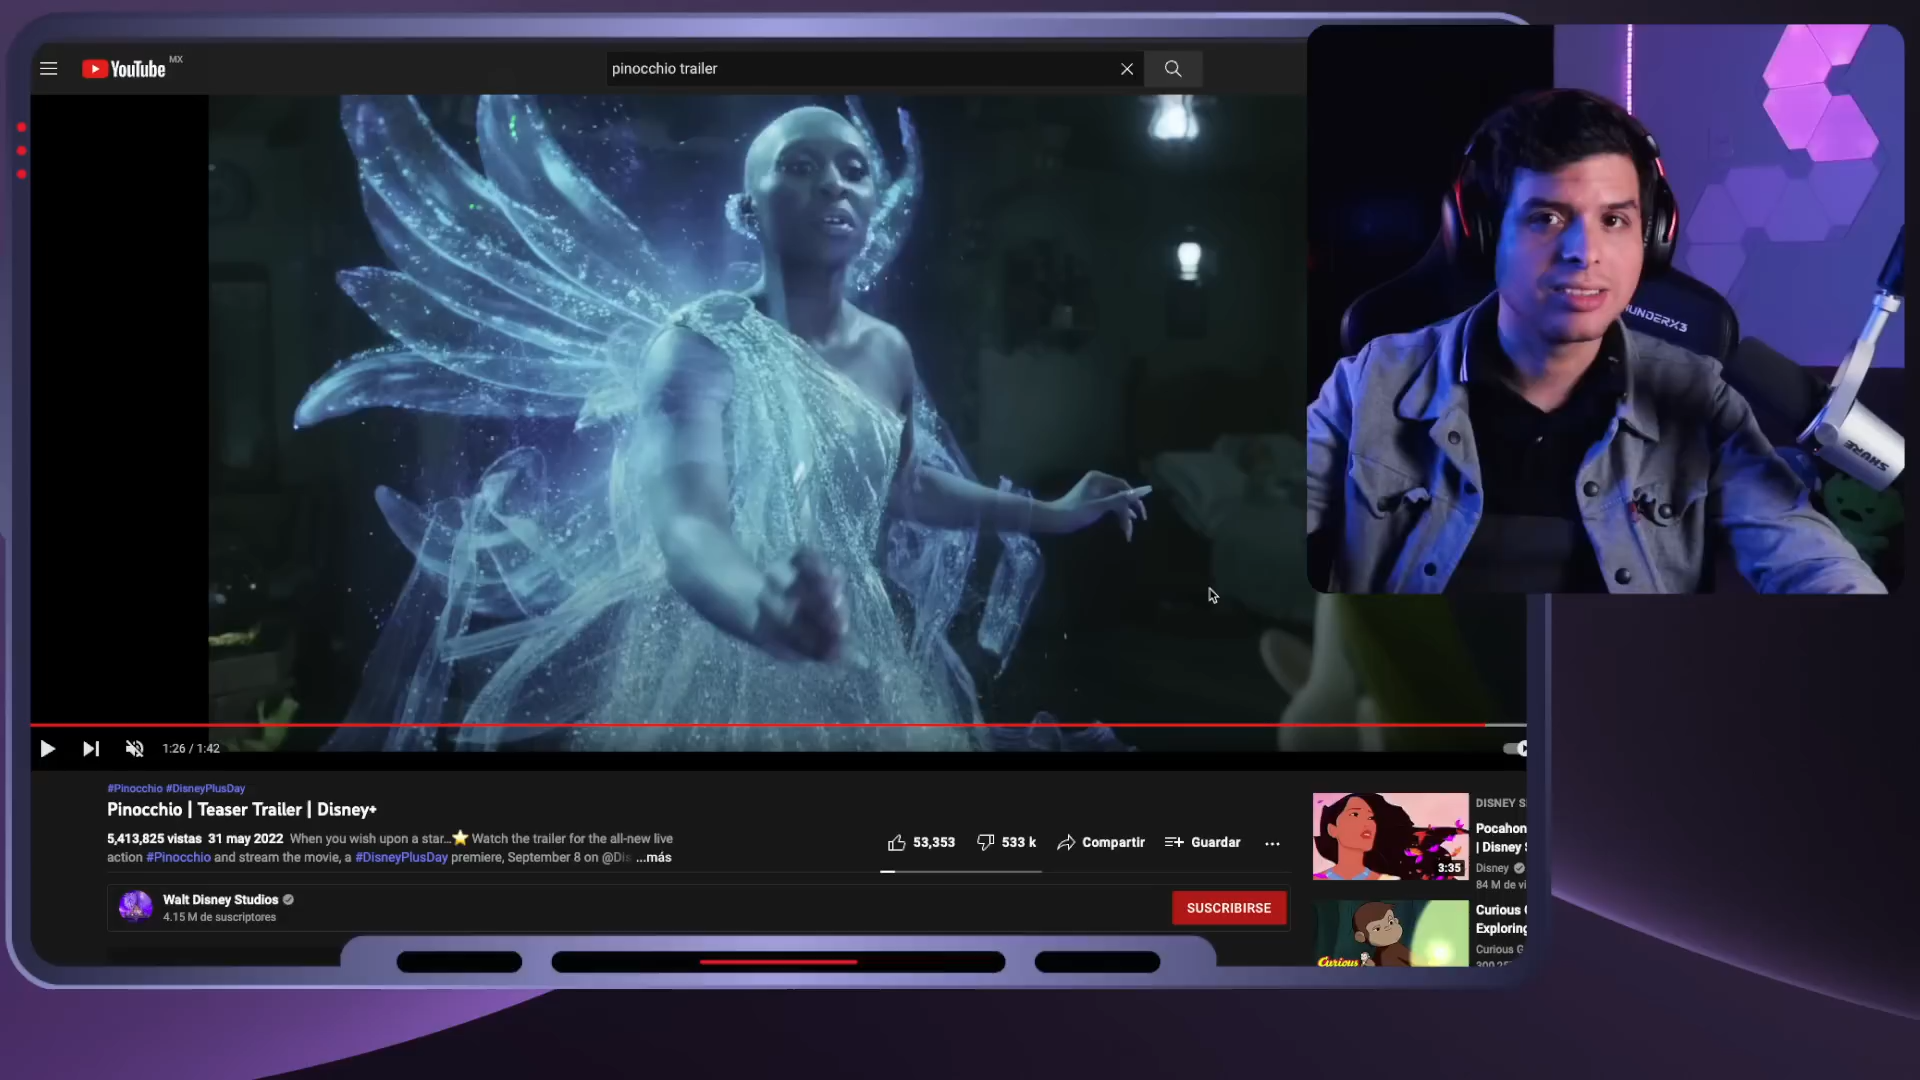 YouTube MX
pinocchio trailer
UNDERX3
SHURE
1:26 / 1:42
#Pinocchio #DisneyPlusDay
Pinocchio | Teaser Trailer | Disney+
5,413,825 vistas 31 may 2022 When you wish upon a star...⭐ Watch the trailer for the all-new live
action #Pinocchio and stream the movie, a #DisneyPlusDay premiere, September 8 on @Dis ...más
53,353
533 k
Compartir
Guardar
Walt Disney Studios
4.15 M de suscriptores
SUSCRIBIRSE
3:35
DISNEY S
Pocahon
| Disney S
Disney
84 M de vi
Curious
Curious G
Exploring
Curious G